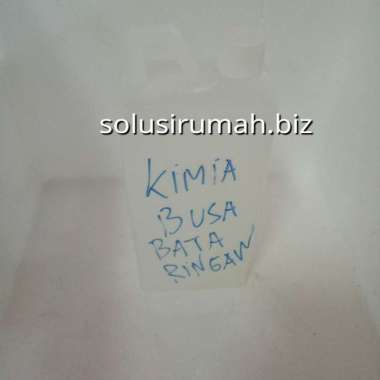 solusirumah.biz
KiMiA
BUSA
BATA
RINGAN